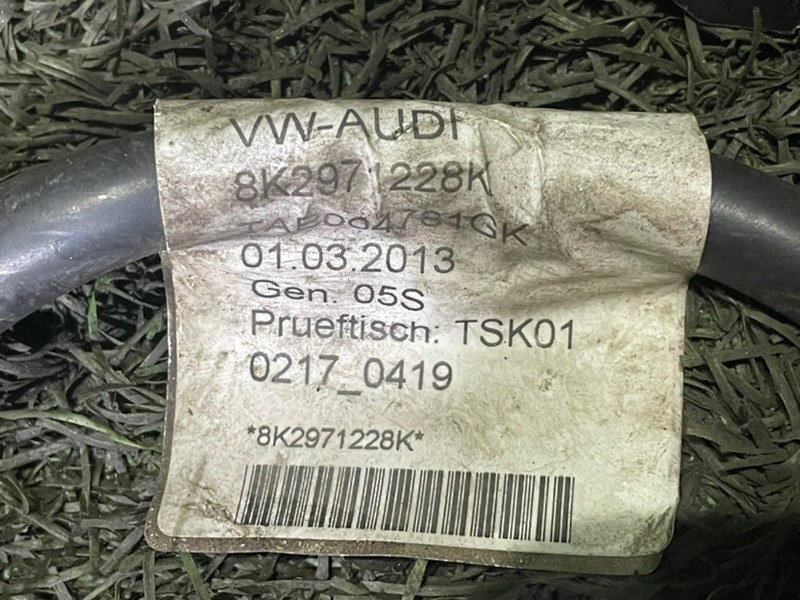 VW-AUDI
8K2971228K
01.03.2013
Gen. 05S
Prueftisch: TSK01
0217_0419
*8K2971228K*